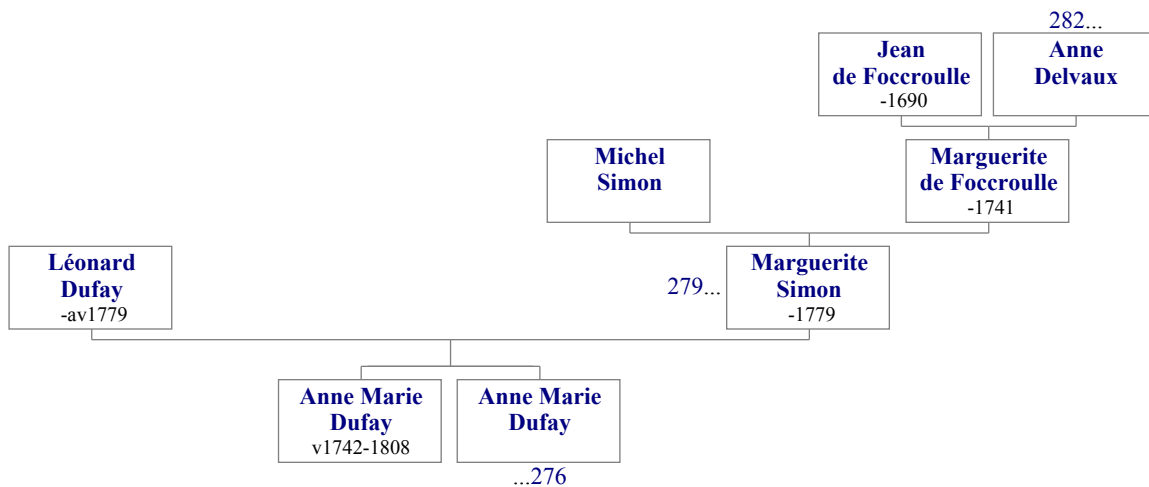 282...
Jean
de Foccroulle
-1690
Anne
Delvaux
Michel
Simon
Marguerite
de Foccroulle
-1741
Léonard
Dufay
-av1779
279...
Marguerite
Simon
-1779
Anne Marie
Dufay
v1742-1808
Anne Marie
Dufay
...276